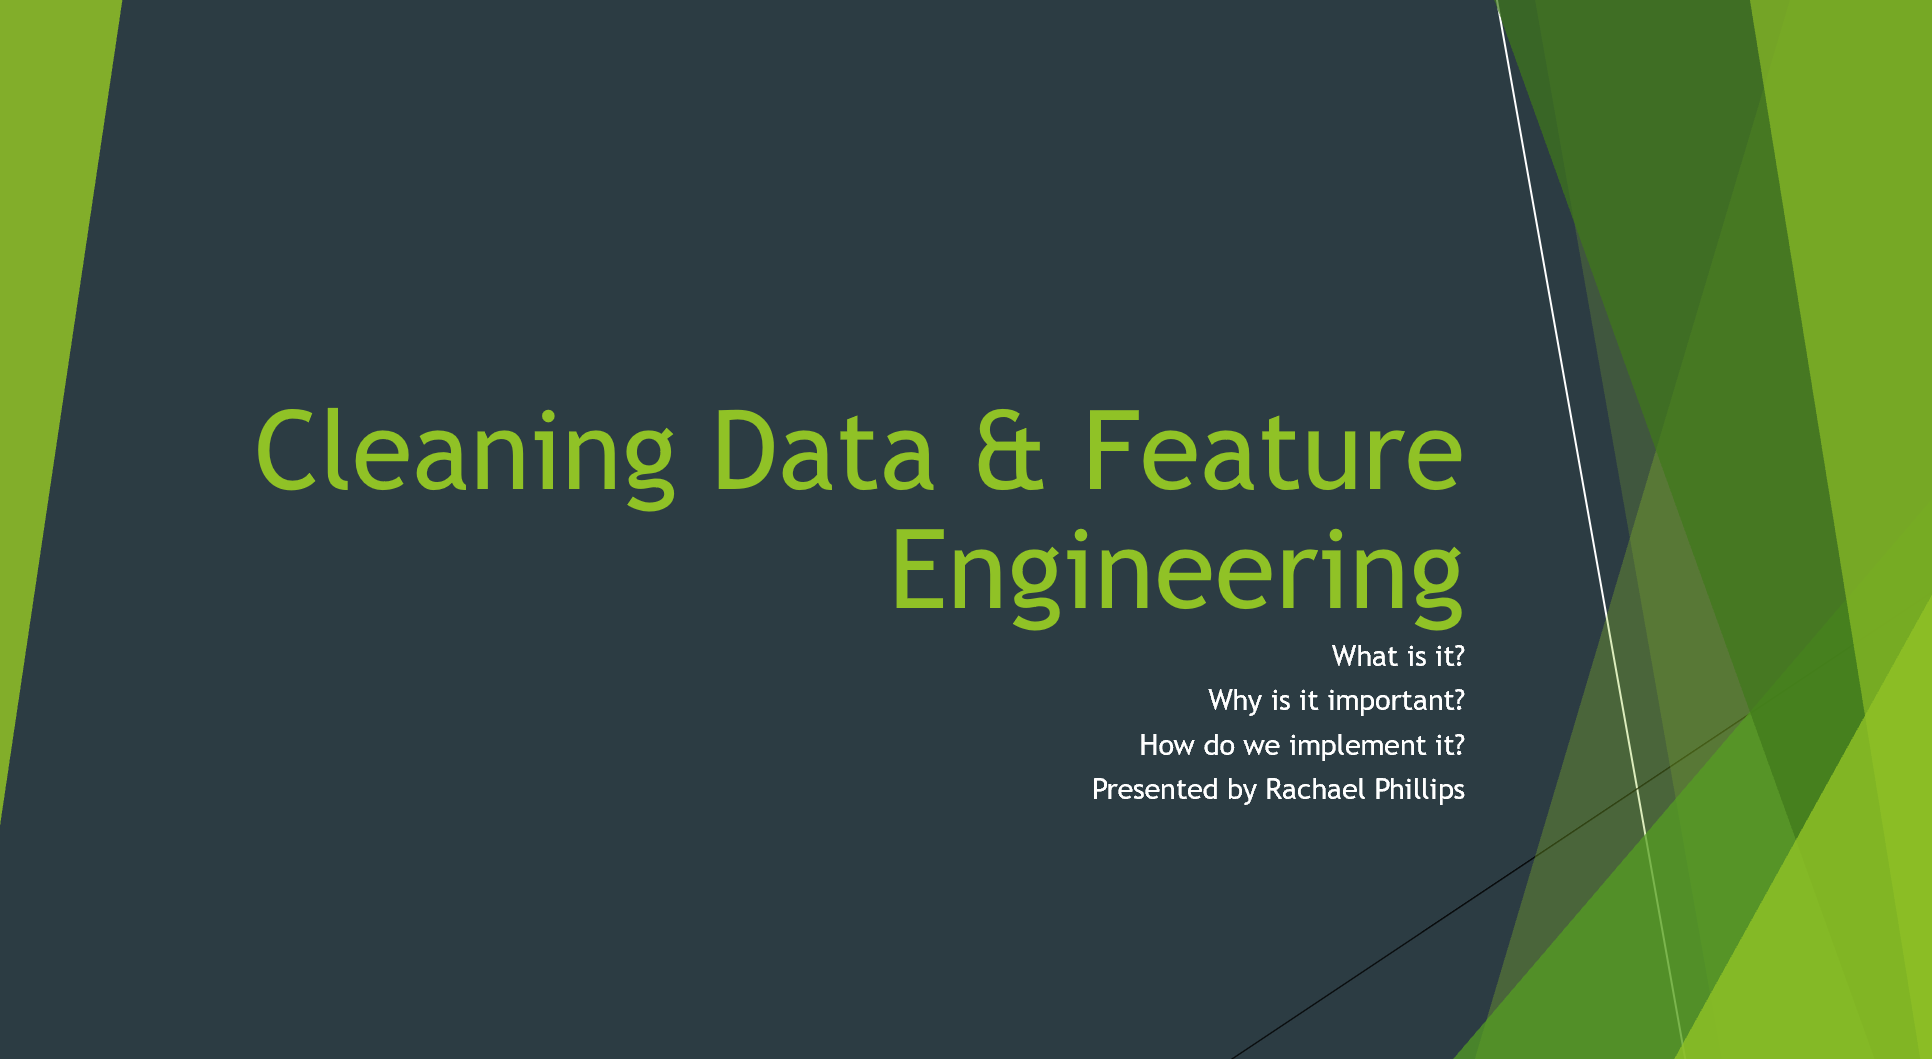 Cleaning Data & Feature
Engineering
What is it?
Why is it important?
How do we implement it?
Presented by Rachael Phillips